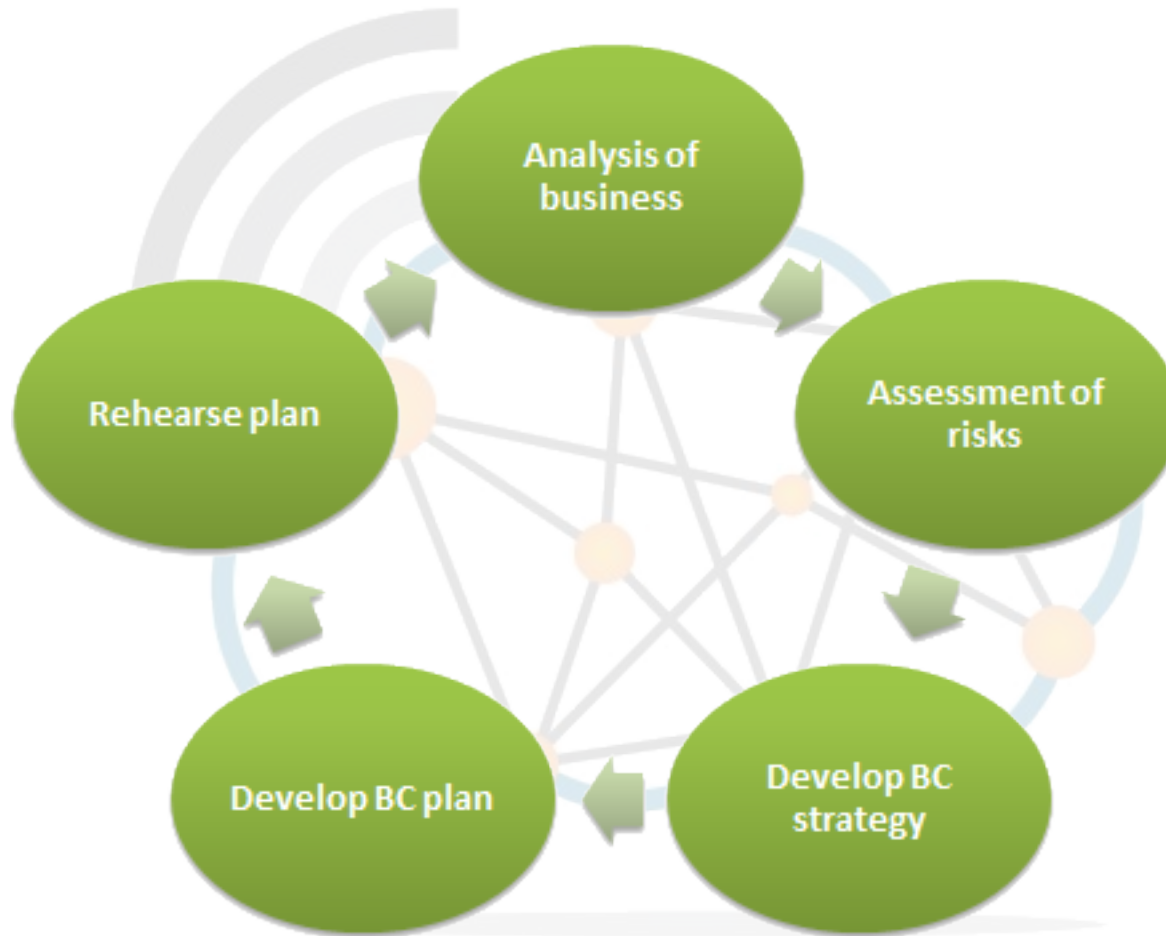 Analysis of
business
Assessment of
risks
Develop BC
strategy
Develop BC plan
Rehearse plan